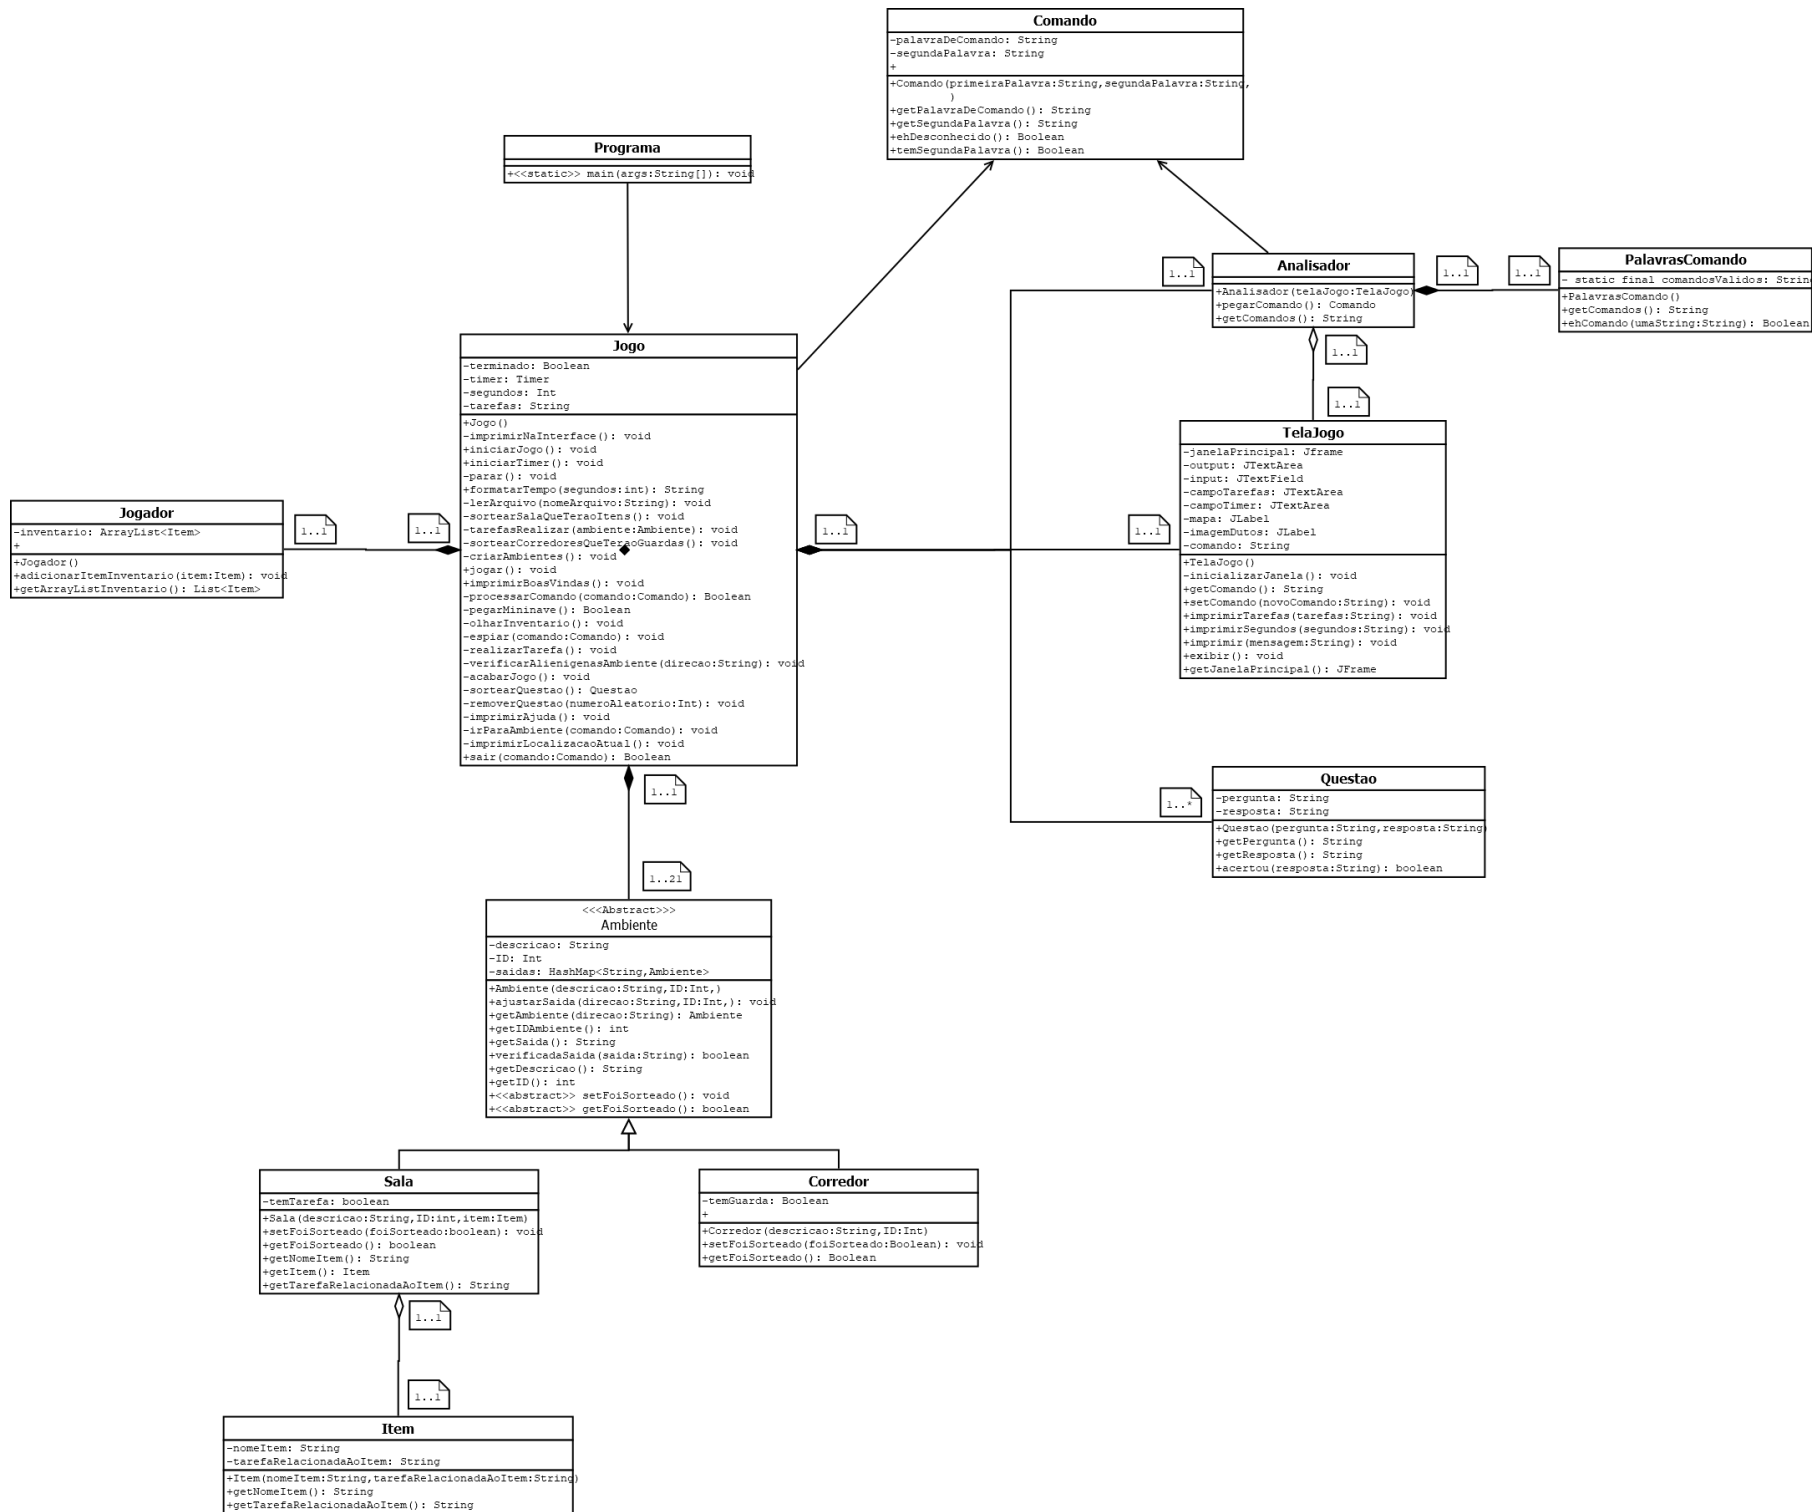 Comando
-palavraDeComando: String
-segundaPalavra: String
+
+Comando(primeiraPalavra:String,segundaPalavra:String,
)
+getPalavraDeComando(): String
+getSegundaPalavra(): String
+ehDesconhecido(): Boolean
+temSegundaPalavra(): Boolean
Programa
+<<static>> main(args:String[]): void
Analisador
+Analisador(telaJogo:TelaJogo)
+pegarComando(): Comando
+getComandos(): String
1..1
1..1
1..1
PalavrasComando
- static final comandosValidos: String
+PalavrasComando()
+getComandos(): String
+ehComando(umaString:String): Boolean
1..1
1..1
Jogo
-terminado: Boolean
-timer: Timer
-segundos: Int
-tarefas: String
+Jogo()
-imprimirNaInterface(): void
+iniciarJogo(): void
+iniciarTimer(): void
-parar(): void
+formatarTempo(segundos:int): String
-lerArquivo(nomeArquivo:String): void
-sortearSalaQueTeraoItens(): void
-tarefasRealizar(ambiente:Ambiente): void
-sortearCorredoresQueTeraoGuardas(): void
-criarAmbientes(): void
+jogar(): void
+imprimirBoasVindas(): void
-processarComando(comando:Comando): Boolean
-pegarMininave(): Boolean
-olharInventario(): void
-espiar(comando:Comando): void
-realizarTarefa(): void
-verificarAlienigenasAmbiente(direcao:String): void
-acabarJogo(): void
-sortearQuestao(): Questao
-removerQuestao(numeroAleatorio:Int): void
-imprimirAjuda(): void
-irParaAmbiente(comando:Comando): void
-imprimirLocalizacaoAtual(): void
+sair(comando:Comando): Boolean
Jogador
-inventario: ArrayList<Item>
+
+Jogador()
+adicionarItemInventario(item:Item): void
+getArrayListInventario(): List<Item>
1..1
1..1
1..1
1..1
TelaJogo
-janelaPrincipal: Jframe
-output: JTextArea
-input: JTextField
-campoTarefas: JTextArea
-campoTimer: JTextArea
-mapa: JLabel
-imagemDutos: JLabel
-comando: String
+TelaJogo()
-inicializarJanela(): void
+getComando(): String
+setComando(novoComando:String): void
+imprimirTarefas(tarefas:String): void
+imprimirSegundos(segundos:String): void
+imprimir(mensagem:String): void
+exibir(): void
+getJanelaPrincipal(): JFrame
1..1
1..*
Questao
-pergunta: String
-resposta: String
+Questao(pergunta:String,resposta:String)
+getPergunta(): String
+getResposta(): String
+acertou(resposta:String): boolean
1..21
<<<Abstract>>>
Ambiente
-descricao: String
-ID: Int
-saidas: HashMap<String,Ambiente>
+Ambiente(descricao:String,ID:Int,)
+ajustarSaida(direcao:String,ID:Int,): void
+getAmbiente(direcao:String): Ambiente
+getIDAmbiente(): int
+getSaida(): String
+verificadaSaida(saida:String): boolean
+getDescricao(): String
+getID(): int
+<<abstract>> setFoiSorteado(): void
+<<abstract>> getFoiSorteado(): boolean
Sala
-temTarefa: boolean
+Sala(descricao:String,ID:int,item:Item)
+setFoiSorteado(foiSorteado:boolean): void
+getFoiSorteado(): boolean
+getNomeItem(): String
+getItem(): Item
+getTarefaRelacionadaAoItem(): String
Corredor
-temGuarda: Boolean
+
+Corredor(descricao:String,ID:Int)
+setFoiSorteado(foiSorteado:Boolean): void
+getFoiSorteado(): Boolean
1..1
1..1
Item
-nomeItem: String
-tarefaRelacionadaAoItem: String
+Item(nomeItem:String,tarefaRelacionadaAoItem:String)
+getNomeItem(): String
+getTarefaRelacionadaAoItem(): String